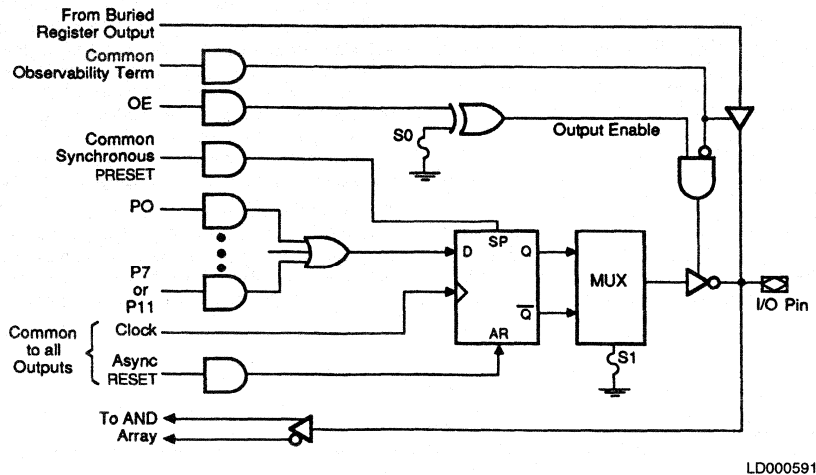 From Buried
Register Output
Common
Observability Term
OE
Common
Synchronous
PRESET
S0
Output Enable
PO
P7
or
P11
SP
D
Q
Q
AR
MUX
I/O Pin
S1
Common
to all
Outputs
Clock
Async
RESET
To AND
Array
LD000591